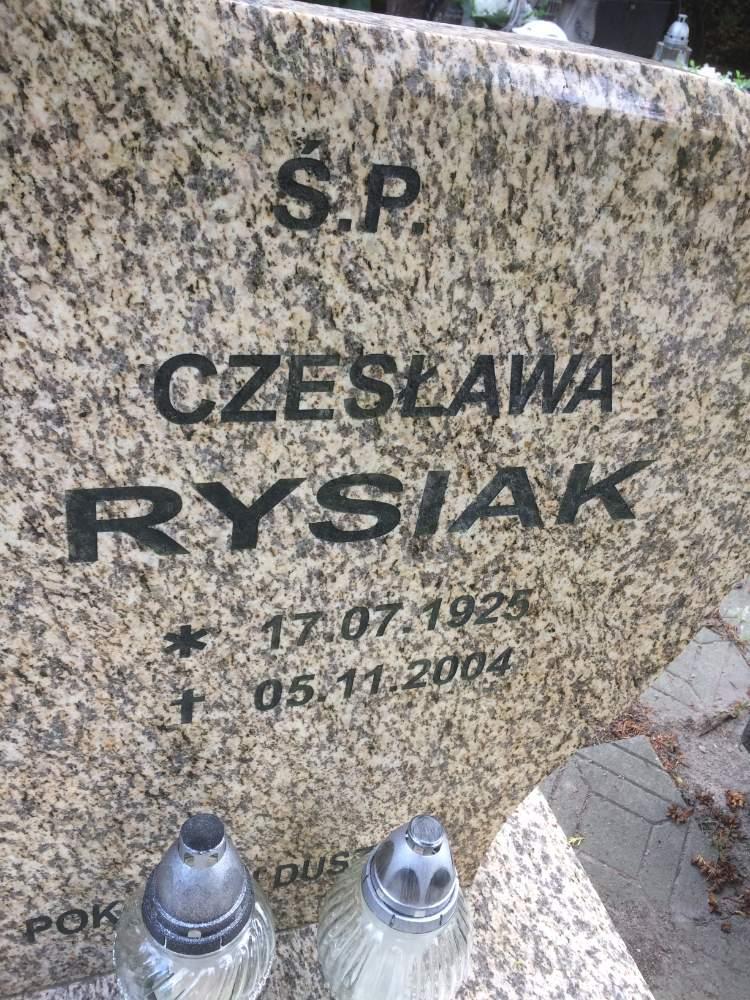 Ś.P.
CZESŁAWA
RYSIAK
* 17.07.1925
† 05.11.2004